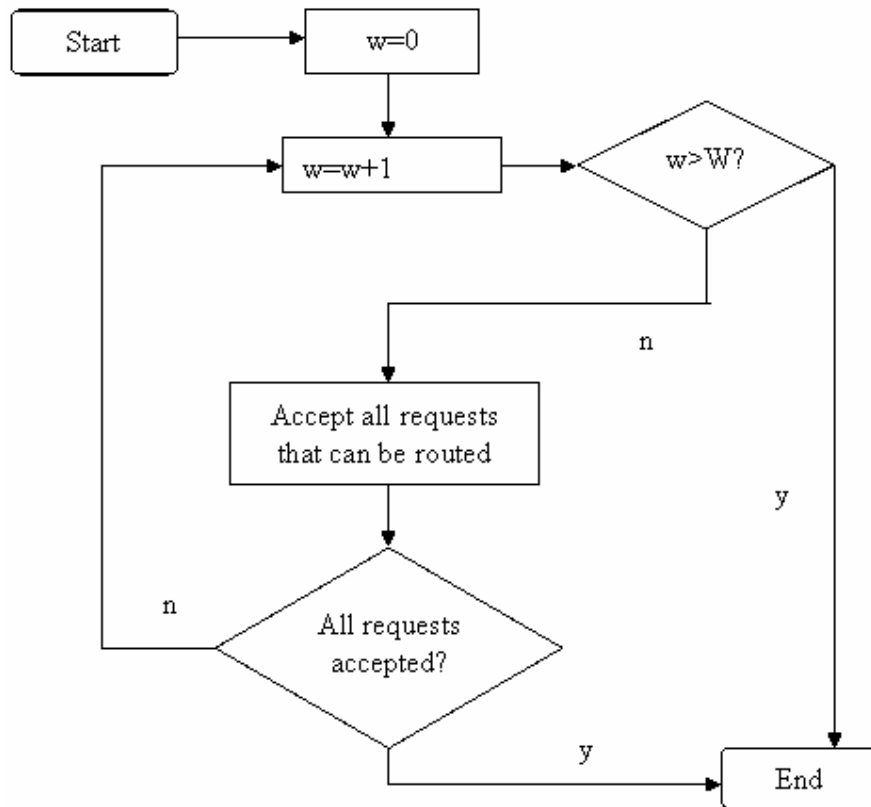 Start
w=0
w=w+1
w>W?
n
Accept all requests
that can be routed
y
n
All requests
accepted?
y
End